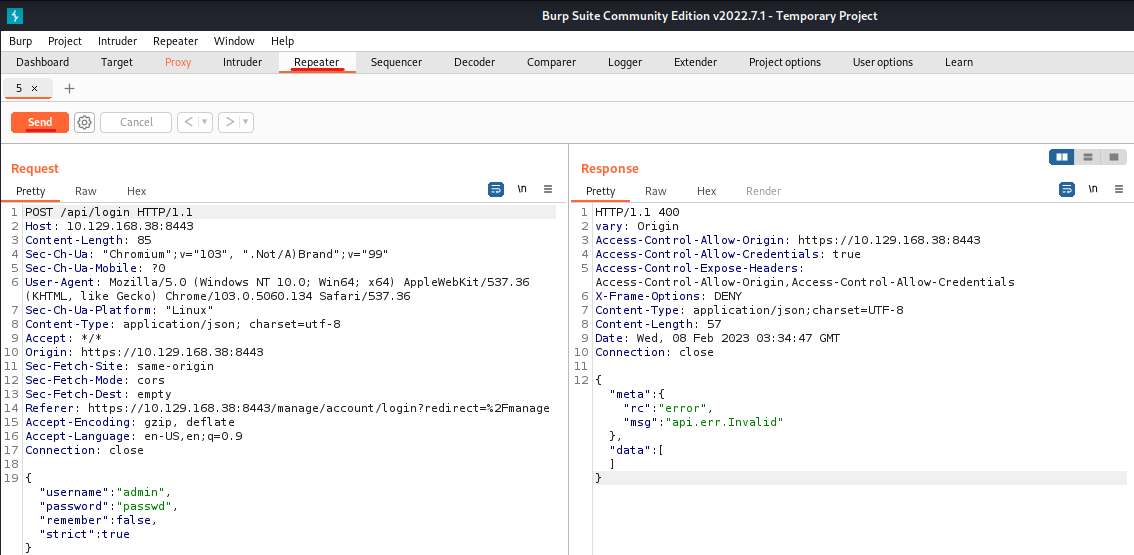 Burp Suite Community Edition v2022.7.1 - Temporary Project
Burp Project Intruder Repeater Window Help
Dashboard Target Proxy Intruder Repeater Sequencer Decoder Comparer Logger Extender Project options User options Learn
5 × +
Send Cancel < ▾ > ▾
Request
Pretty Raw Hex
\n
1 POST /api/login HTTP/1.1
2 Host: 10.129.168.38:8443
3 Content-Length: 85
4 Sec-Ch-Ua: "Chromium";v="103", ".Not/A)Brand";v="99"
5 Sec-Ch-Ua-Mobile: ?0
6 User-Agent: Mozilla/5.0 (Windows NT 10.0; Win64; x64) AppleWebKit/537.36
(KHTML, like Gecko) Chrome/103.0.5060.134 Safari/537.36
7 Sec-Ch-Ua-Platform: "Linux"
8 Content-Type: application/json; charset=utf-8
9 Accept: */*
10 Origin: https://10.129.168.38:8443
11 Sec-Fetch-Site: same-origin
12 Sec-Fetch-Mode: cors
13 Sec-Fetch-Dest: empty
14 Referer: https://10.129.168.38:8443/manage/account/login?redirect=%2Fmanage
15 Accept-Encoding: gzip, deflate
16 Accept-Language: en-US,en;q=0.9
17 Connection: close
18
19 {
"username":"admin",
"password":"passwd",
"remember":false,
"strict":true
}
Response
Pretty Raw Hex Render
\n
1 HTTP/1.1 400
2 vary: Origin
3 Access-Control-Allow-Origin: https://10.129.168.38:8443
4 Access-Control-Allow-Credentials: true
5 Access-Control-Expose-Headers:
Access-Control-Allow-Origin,Access-Control-Allow-Credentials
6 X-Frame-Options: DENY
7 Content-Type: application/json;charset=UTF-8
8 Content-Length: 57
9 Date: Wed, 08 Feb 2023 03:34:47 GMT
10 Connection: close
11
12 {
"meta":{
"rc":"error",
"msg":"api.err.Invalid"
},
"data":[
]
}